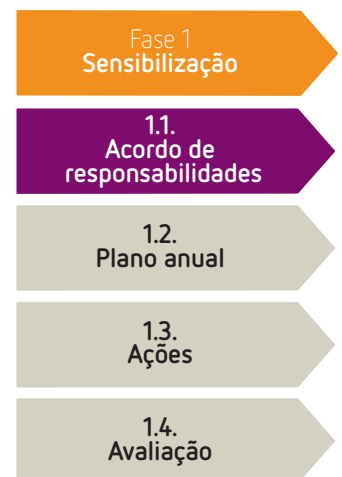 Fase 1
Sensibilização
1.1.
Acordo de
responsabilidades
1.2.
Plano anual
1.3.
Ações
1.4.
Avaliação